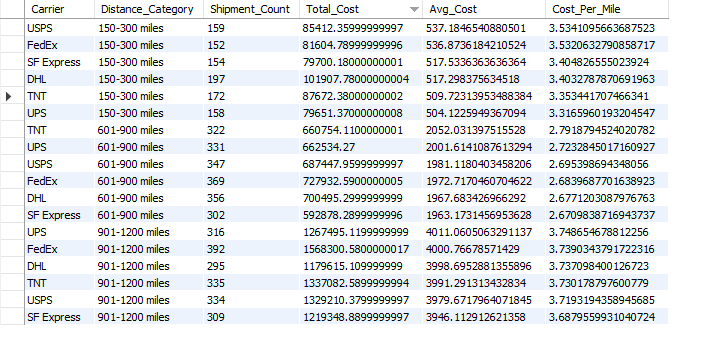 Carrier Distance_Category Shipment_Count Total_Cost Avg_Cost Cost_Per_Mile
USPS 150-300 miles 159 85412.35999999997 537.1846540880501 3.5341095663687523
FedEx 150-300 miles 152 81604.78999999996 536.8736184210524 3.5320632790858717
SF Express 150-300 miles 154 79700.18000000001 517.5336363636364 3.404826555023924
DHL 150-300 miles 197 101907.78000000004 517.298375634518 3.4032787870691963
TNT 150-300 miles 172 87672.38000000002 509.72313953488384 3.353441707466341
UPS 150-300 miles 158 79651.37000000008 504.1225949367094 3.3165960193204547
TNT 601-900 miles 322 660754.1100000001 2052.031397515528 2.7918794524020782
UPS 601-900 miles 331 662534.27 2001.6141087613294 2.7232845017160927
USPS 601-900 miles 347 687447.9599999997 1981.1180403458206 2.695398694348056
FedEx 601-900 miles 369 727932.5900000005 1972.7170460704622 2.6839687701638923
DHL 601-900 miles 356 700495.2999999999 1967.683426966292 2.6771203087976763
SF Express 601-900 miles 302 592878.2899999996 1963.1731456953628 2.6709838716943737
UPS 901-1200 miles 316 1267495.1199999999 4011.0605063291137 3.748654678812256
FedEx 901-1200 miles 392 1568300.5800000017 4000.76678571429 3.7390343791722316
DHL 901-1200 miles 295 1179615.109999999 3998.6952881355896 3.737098400126723
TNT 901-1200 miles 335 1337082.5899999994 3991.291313432834 3.730178797600779
USPS 901-1200 miles 334 1329210.3799999997 3979.6717964071845 3.7193194358945685
SF Express 901-1200 miles 309 1219348.8899999997 3946.112912621358 3.6879559931040724